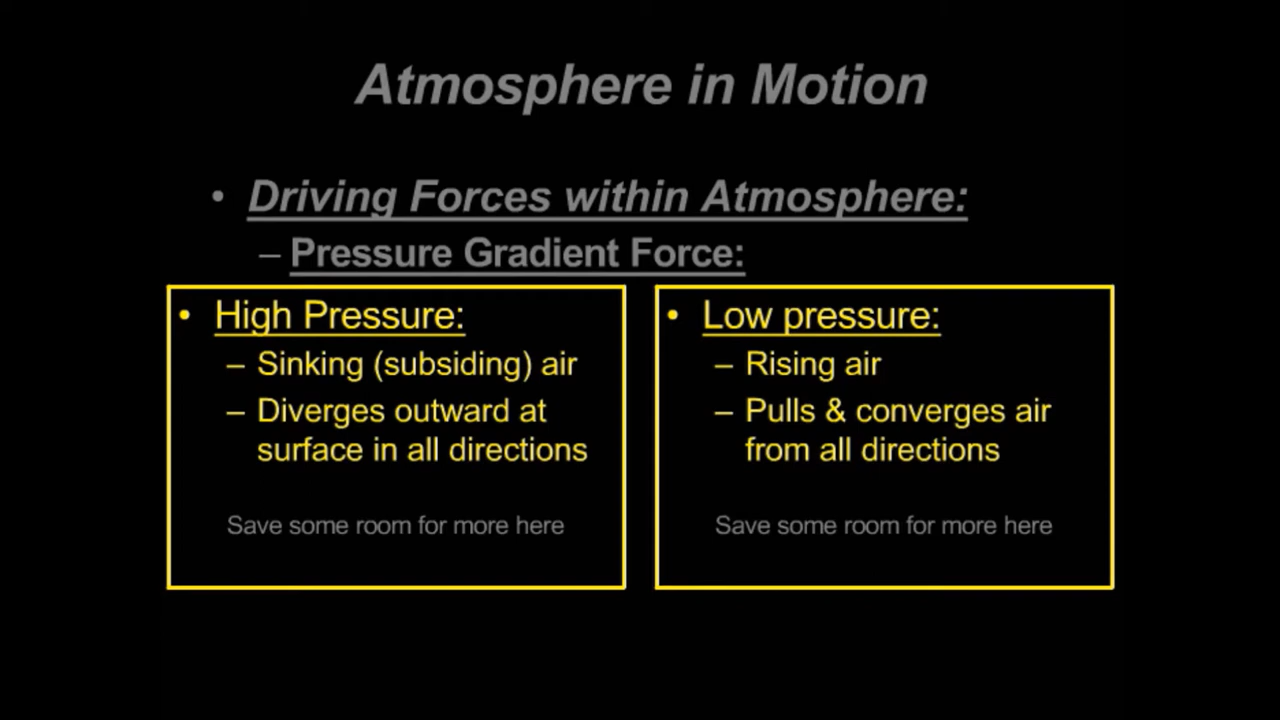 Atmosphere in Motion
• Driving Forces within Atmosphere:
– Pressure Gradient Force:
• High Pressure:
– Sinking (subsiding) air
– Diverges outward at
surface in all directions
Save some room for more here
• Low pressure:
– Rising air
– Pulls & converges air
from all directions
Save some room for more here